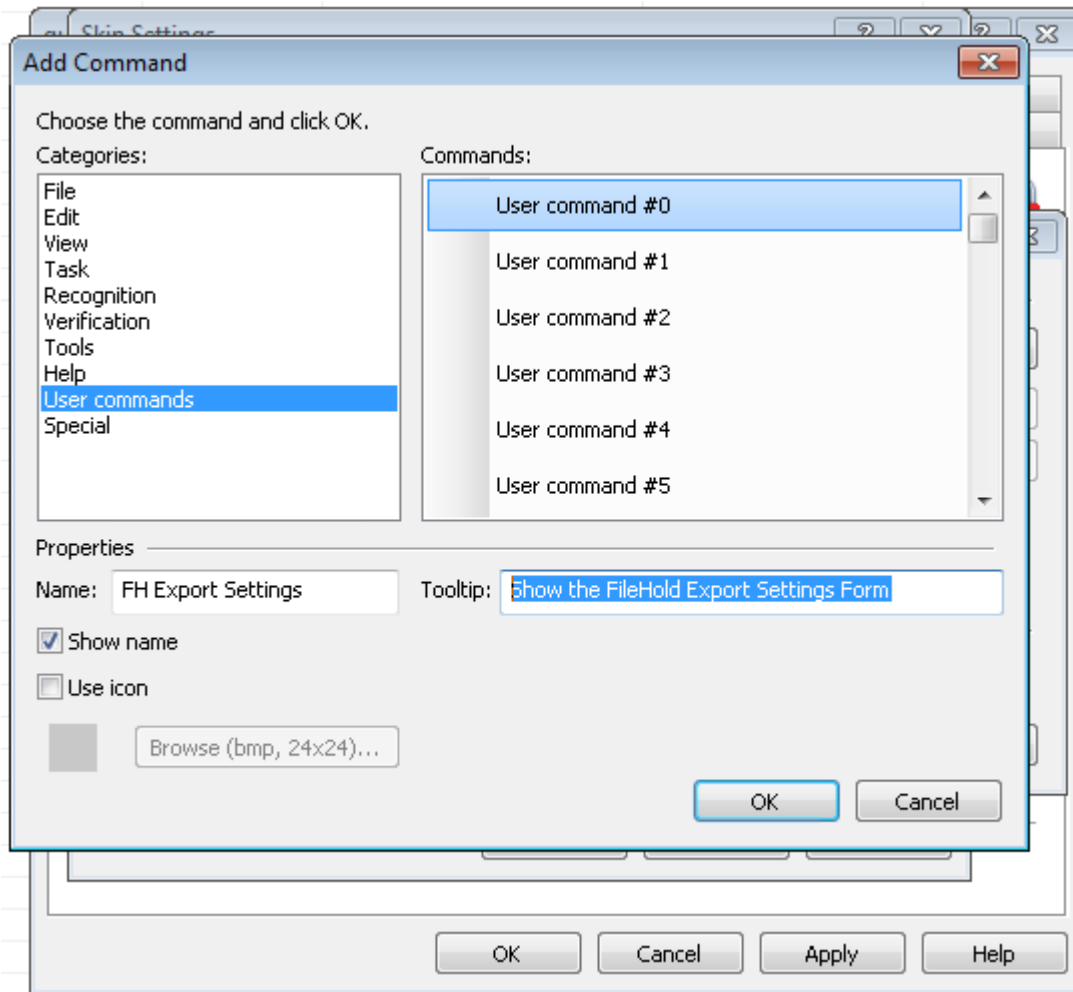 Skin Settings
Add Command
Choose the command and click OK.
Categories:
Commands:
File
Edit
View
Task
Recognition
Verification
Tools
Help
User commands
Special
User command #0
User command #1
User command #2
User command #3
User command #4
User command #5
Properties
Name: FH Export Settings
Tooltip: Show the FileHold Export Settings Form
Show name
Use icon
Browse (bmp, 24x24)...
OK Cancel
OK Cancel Apply Help